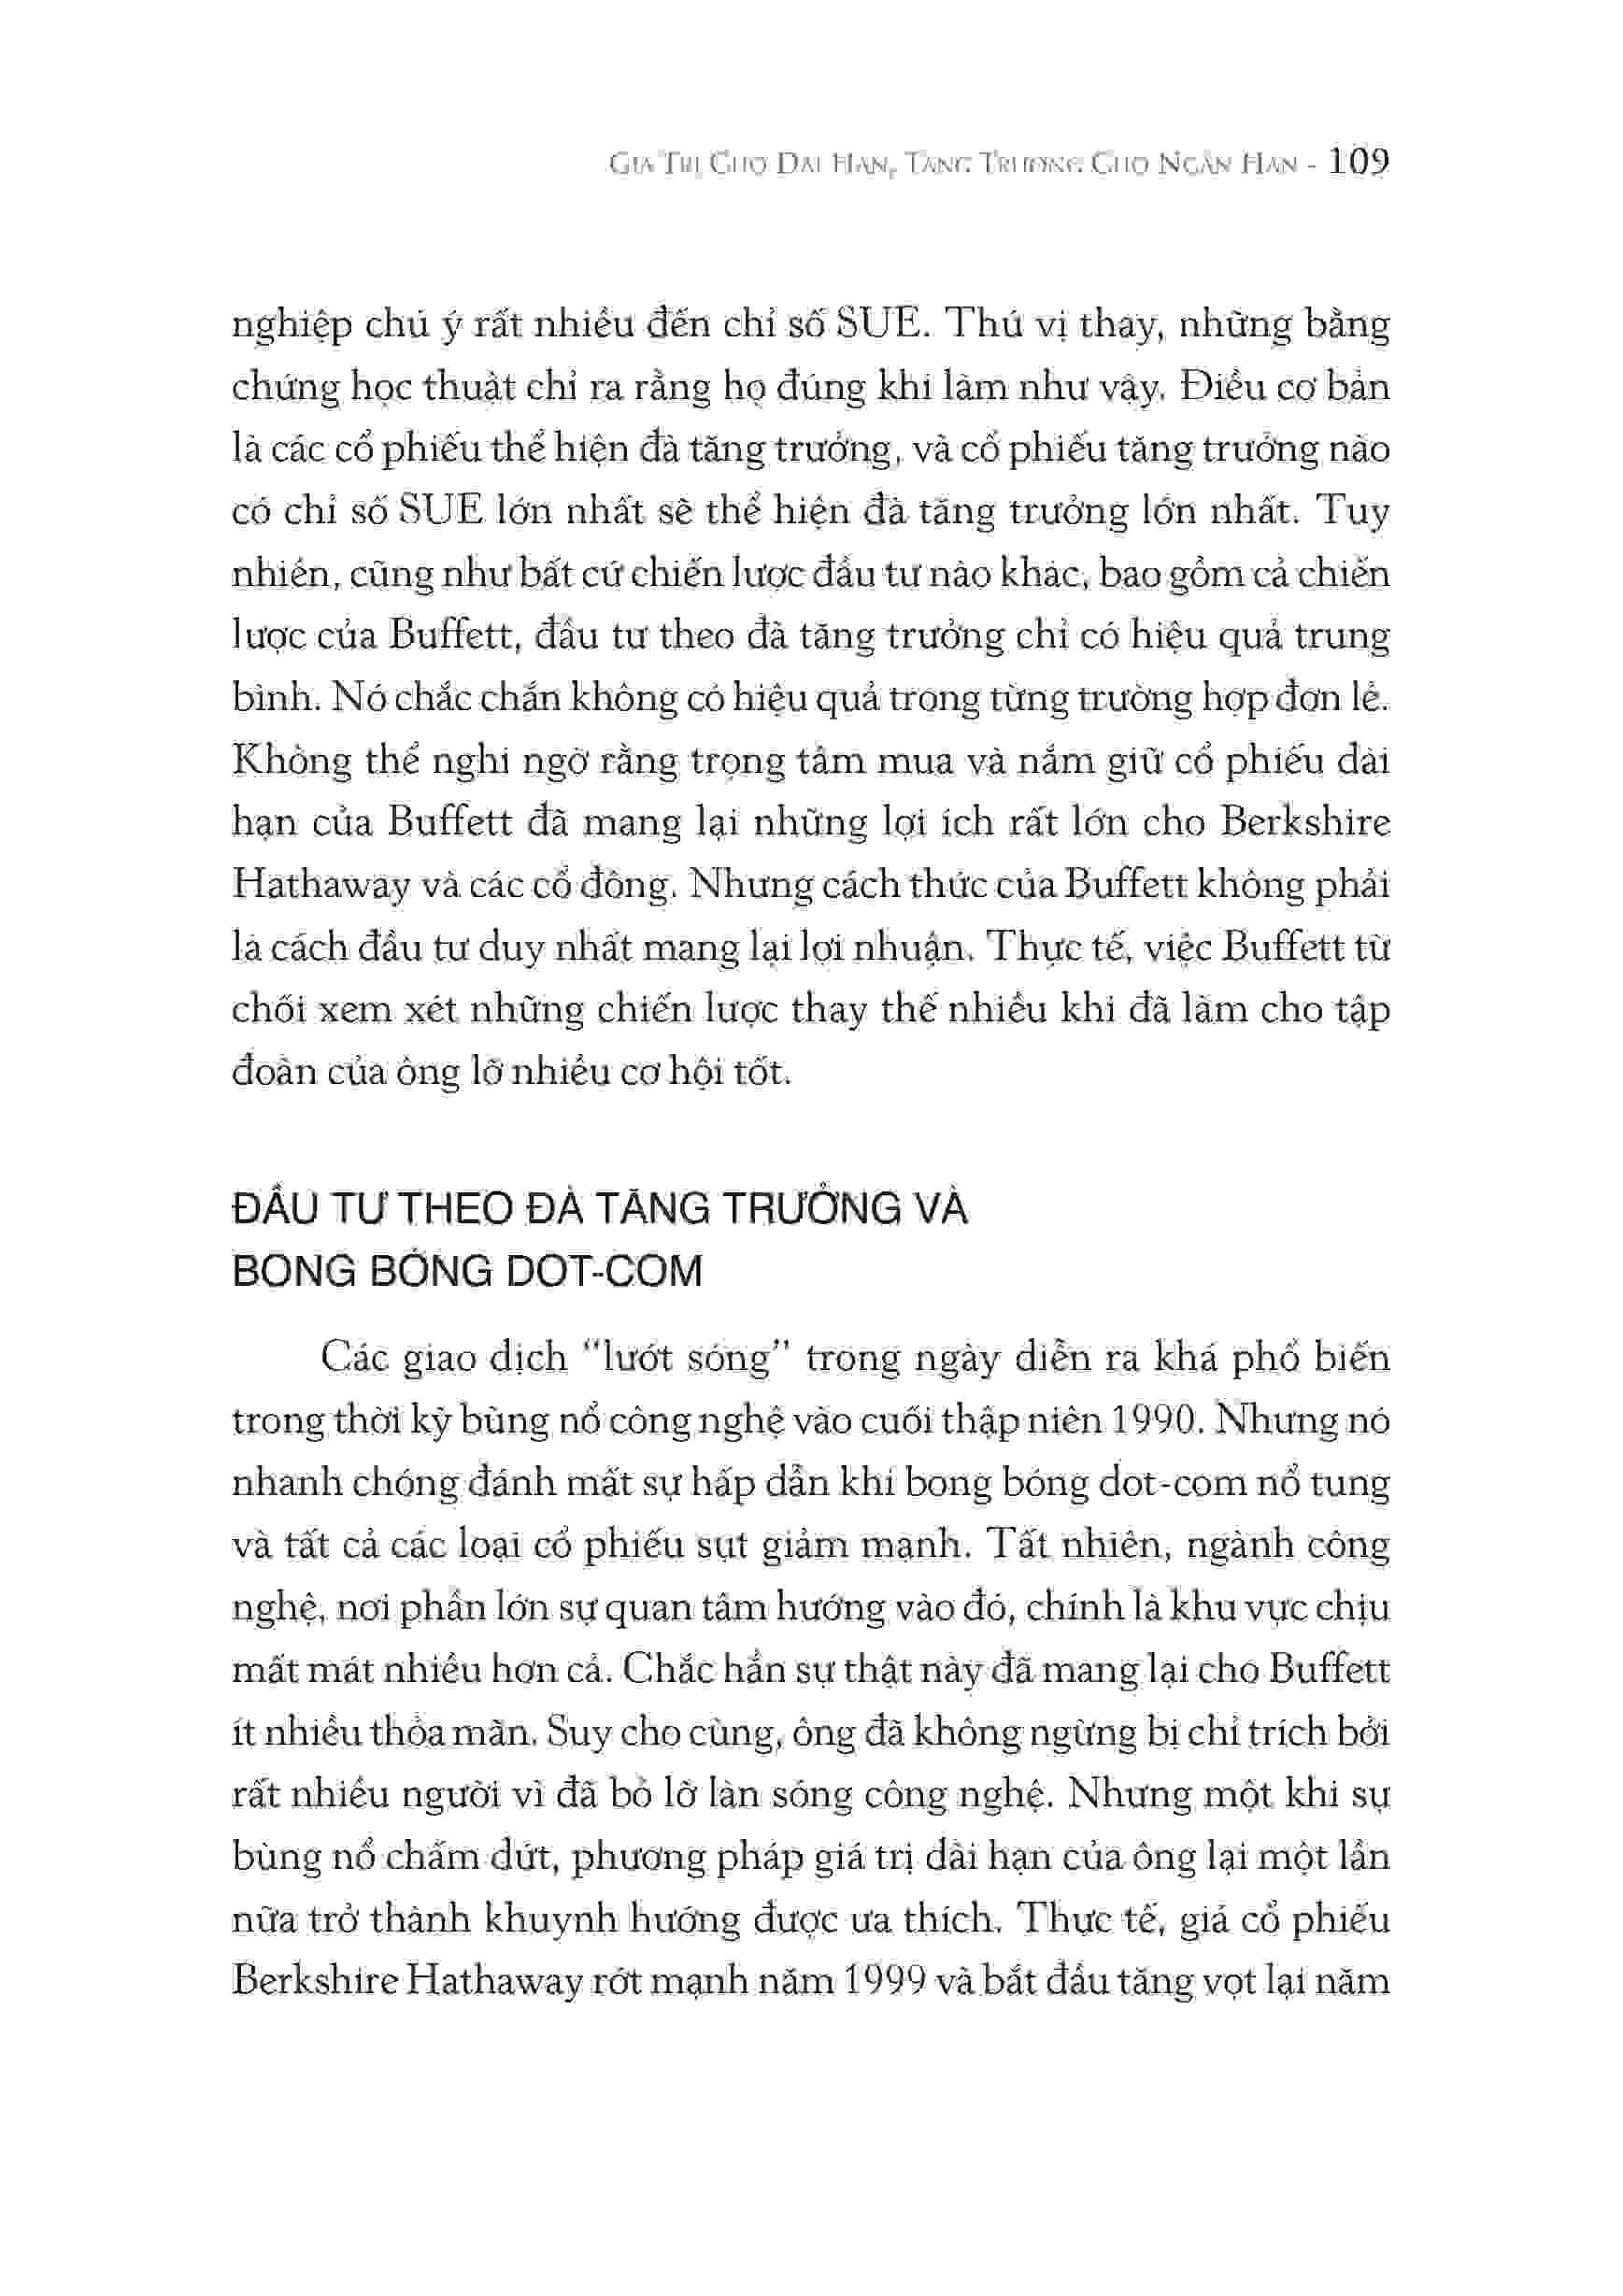 Giá Trị Cho Dài Hạn, Tăng Trưởng Cho Ngắn Hạn - 109
nghiệp chú ý rất nhiều đến chỉ số SUE. Thú vị thay, những bằng
chứng học thuật chỉ ra rằng họ đúng khi làm như vậy. Điều cơ bản
là các cổ phiếu thể hiện đà tăng trưởng, và cổ phiếu tăng trưởng nào
có chỉ số SUE lớn nhất sẽ thể hiện đà tăng trưởng lớn nhất. Tuy
nhiên, cũng như bất cứ chiến lược đầu tư nào khác, bao gồm cả chiến
lược của Buffett, đầu tư theo đà tăng trưởng chỉ có hiệu quả trung
bình. Nó chắc chắn không có hiệu quả trong từng trường hợp đơn lẻ.
Không thể nghi ngờ rằng trọng tâm mua và nắm giữ cổ phiếu dài
hạn của Buffett đã mang lại những lợi ích rất lớn cho Berkshire
Hathaway và các cổ đông. Nhưng cách thức của Buffett không phải
là cách đầu tư duy nhất mang lại lợi nhuận. Thực tế, việc Buffett từ
chối xem xét những chiến lược thay thế nhiều khi đã làm cho tập
đoàn của ông lỡ nhiều cơ hội tốt.
ĐẦU TƯ THEO ĐÀ TĂNG TRƯỞNG VÀ
BONG BÓNG DOT-COM
Các giao dịch "lướt sóng" trong ngày diễn ra khá phổ biến
trong thời kỳ bùng nổ công nghệ vào cuối thập niên 1990. Nhưng nó
nhanh chóng đánh mất sự hấp dẫn khi bong bóng dot-com nổ tung
và tất cả các loại cổ phiếu sụt giảm mạnh. Tất nhiên, ngành công
nghệ, nơi phần lớn sự quan tâm hướng vào đó, chính là khu vực chịu
mất mát nhiều hơn cả. Chắc hẳn sự thật này đã mang lại cho Buffett
ít nhiều thỏa mãn. Suy cho cùng, ông đã không ngừng bị chỉ trích bởi
rất nhiều người vì đã bỏ lỡ làn sóng công nghệ. Nhưng một khi sự
bùng nổ chấm dứt, phương pháp giá trị dài hạn của ông lại một lần
nữa trở thành khuynh hướng được ưa thích. Thực tế, giá cổ phiếu
Berkshire Hathaway rớt mạnh năm 1999 và bắt đầu tăng vọt lại năm